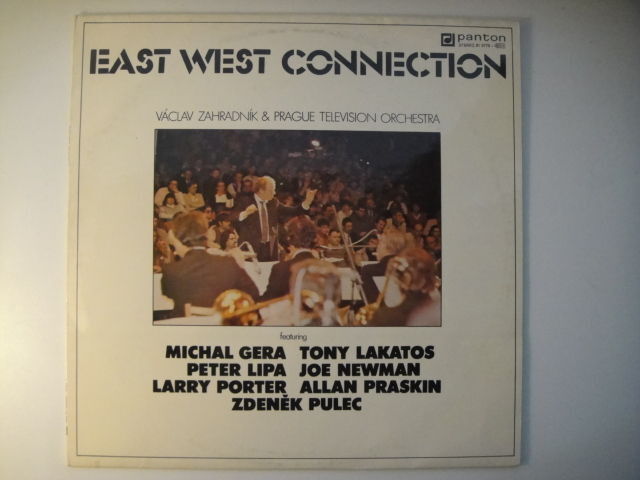 panton
STEREO
EAST WEST CONNECTION
VÁCLAV ZAHRADNÍK & PRAGUE TELEVISION ORCHESTRA
featuring
MICHAL GERA TONY LAKATOS
PETER LIPA JOE NEWMAN
LARRY PORTER ALLAN PRASKIN
ZDENĚK PULEC